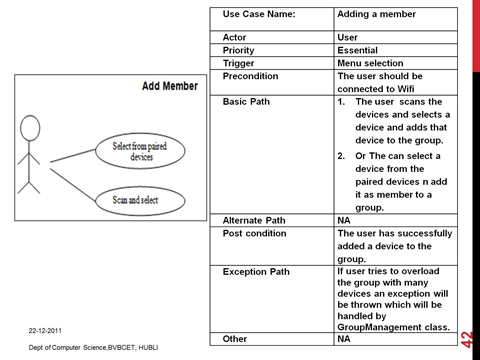 Add Member
Select from paired
devices
Scan and select
Use Case Name: Adding a member
Actor User
Priority Essential
Trigger Menu selection
Precondition The user should be
connected to Wifi
Basic Path 1. The user scans the
devices and selects a
device and adds that
device to the group.
2. Or The can select a
device from the
paired devices n add
it as member to a
group.
Alternate Path NA
Post condition The user has successfully
added a device to the
group.
Exception Path If user tries to overload
the group with many
devices an exception will
be thrown which will be
handled by
GroupManagement class.
Other NA
22-12-2011
Dept of Computer Science,BVBCET, HUBLI
42